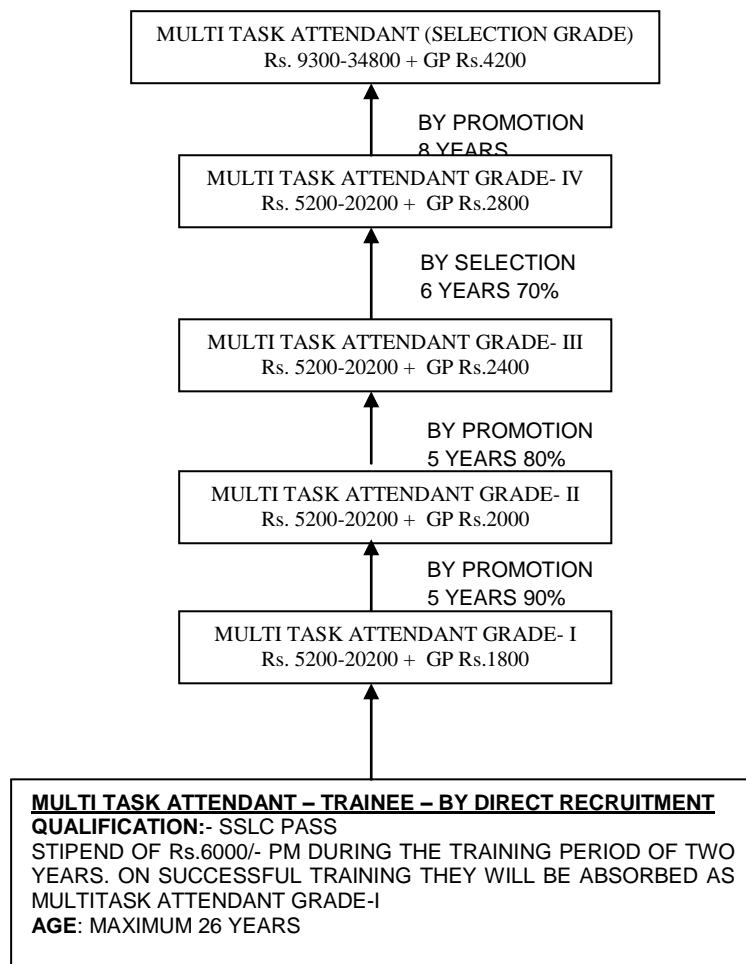 MULTI TASK ATTENDANT (SELECTION GRADE)
Rs. 9300-34800 + GP Rs.4200
BY PROMOTION
8 YEARS
MULTI TASK ATTENDANT GRADE- IV
Rs. 5200-20200 + GP Rs.2800
BY SELECTION
6 YEARS 70%
MULTI TASK ATTENDANT GRADE- III
Rs. 5200-20200 + GP Rs.2400
BY PROMOTION
5 YEARS 80%
MULTI TASK ATTENDANT GRADE- II
Rs. 5200-20200 + GP Rs.2000
BY PROMOTION
5 YEARS 90%
MULTI TASK ATTENDANT GRADE- I
Rs. 5200-20200 + GP Rs.1800
MULTI TASK ATTENDANT – TRAINEE – BY DIRECT RECRUITMENT
QUALIFICATION:- SSLC PASS
STIPEND OF Rs.6000/- PM DURING THE TRAINING PERIOD OF TWO
YEARS. ON SUCCESSFUL TRAINING THEY WILL BE ABSORBED AS
MULTITASK ATTENDANT GRADE-I
AGE: MAXIMUM 26 YEARS